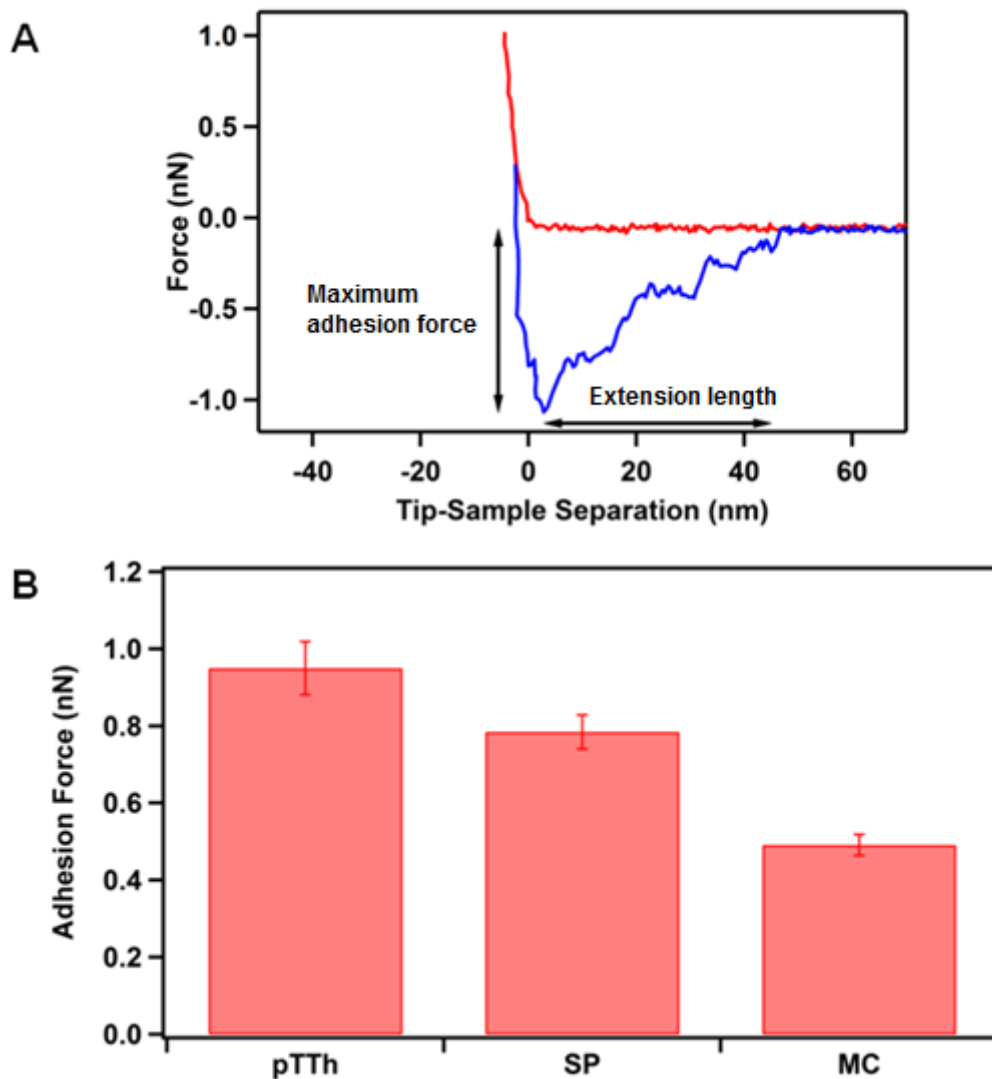 A
1.0
0.5
0.0
-0.5
-1.0
Force (nN)
Maximum
adhesion force
Extension length
-40
-20
0
20
40
60
Tip-Sample Separation (nm)
B
1.2
1.0
0.8
0.6
0.4
0.2
0.0
Adhesion Force (nN)
pTTh
SP
MC